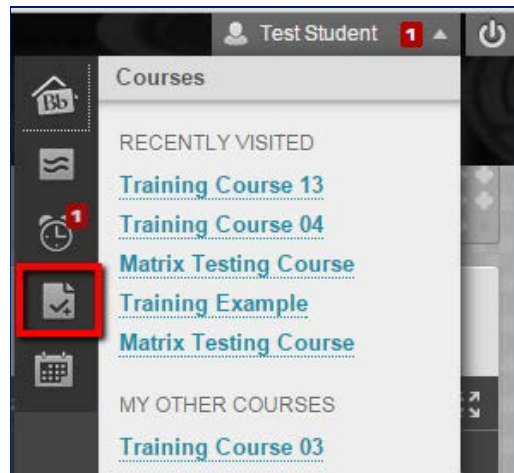 Test Student 1
Courses
Bb
RECENTLY VISITED
Training Course 13
Training Course 04
Matrix Testing Course
1
Training Example
Matrix Testing Course
MY OTHER COURSES
Training Course 03